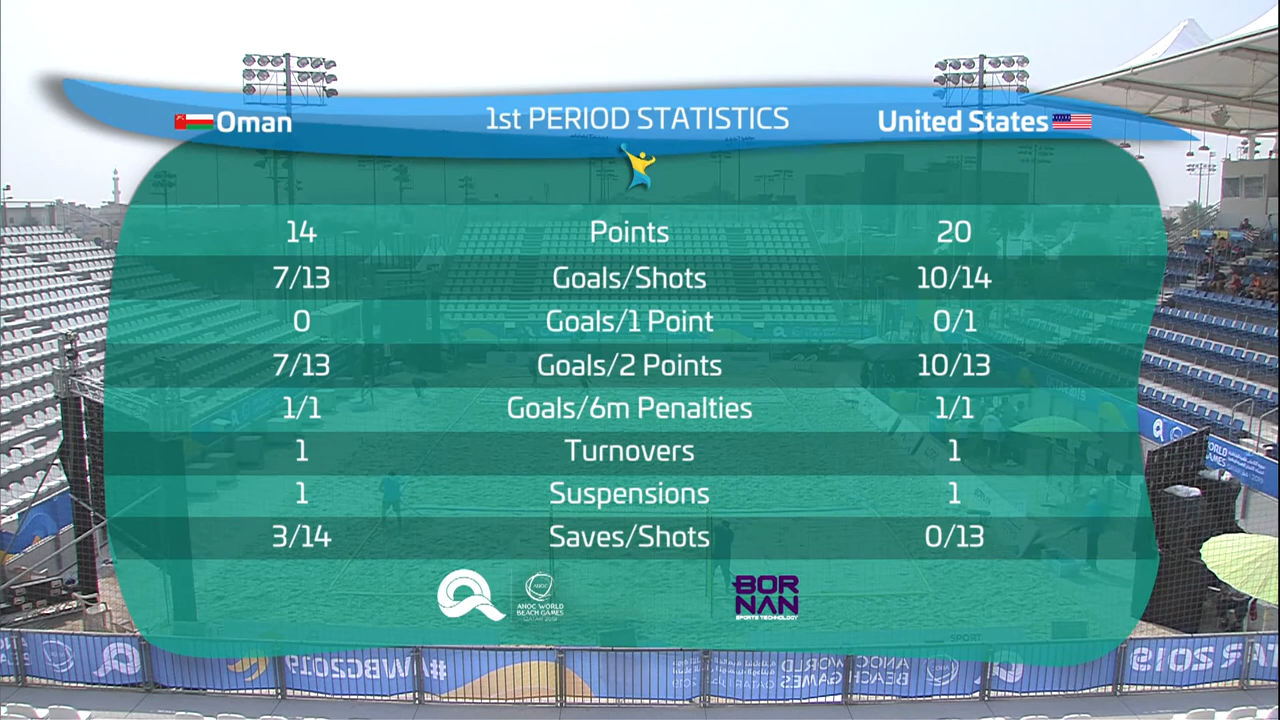 Oman 1st PERIOD STATISTICS United States
14 Points 20
7/13 Goals/Shots 10/14
0 Goals/1 Point 0/1
7/13 Goals/2 Points 10/13
1/1 Goals/6m Penalties 1/1
1 Turnovers 1
1 Suspensions 1
3/14 Saves/Shots 0/13
ANOC
ANOC WORLD
BEACH GAMES
QATAR 2019
BOR
NAN
SPORTS TECHNOLOGY
#AWBG2019
ANOC WORLD
BEACH GAMES